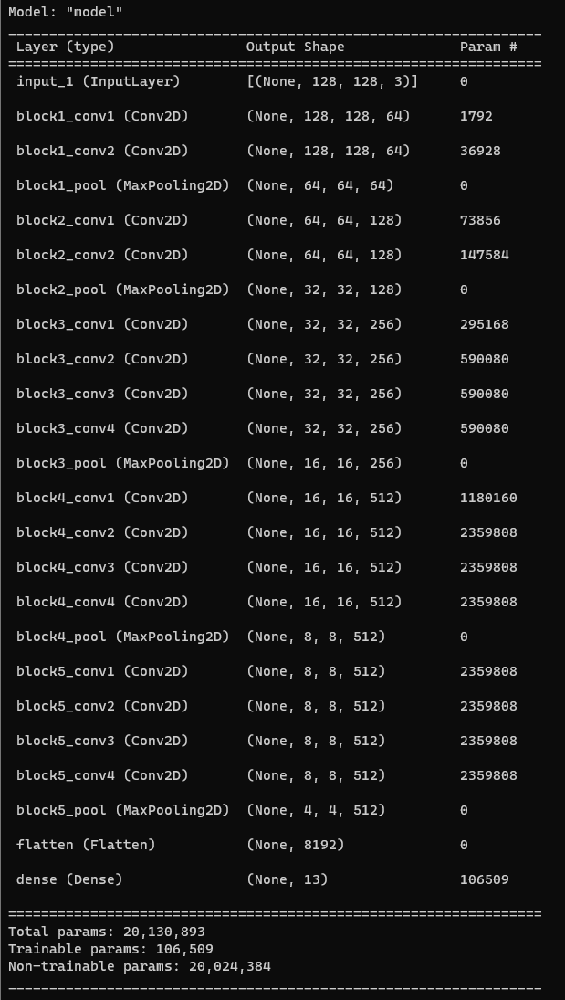 Model: "model"
_________________________________________________________________
Layer (type) Output Shape Param #
=================================================================
input_1 (InputLayer) [(None, 128, 128, 3)] 0
block1_conv1 (Conv2D) (None, 128, 128, 64) 1792
block1_conv2 (Conv2D) (None, 128, 128, 64) 36928
block1_pool (MaxPooling2D) (None, 64, 64, 64) 0
block2_conv1 (Conv2D) (None, 64, 64, 128) 73856
block2_conv2 (Conv2D) (None, 64, 64, 128) 147584
block2_pool (MaxPooling2D) (None, 32, 32, 128) 0
block3_conv1 (Conv2D) (None, 32, 32, 256) 295168
block3_conv2 (Conv2D) (None, 32, 32, 256) 590080
block3_conv3 (Conv2D) (None, 32, 32, 256) 590080
block3_conv4 (Conv2D) (None, 32, 32, 256) 590080
block3_pool (MaxPooling2D) (None, 16, 16, 256) 0
block4_conv1 (Conv2D) (None, 16, 16, 512) 1180160
block4_conv2 (Conv2D) (None, 16, 16, 512) 2359808
block4_conv3 (Conv2D) (None, 16, 16, 512) 2359808
block4_conv4 (Conv2D) (None, 16, 16, 512) 2359808
block4_pool (MaxPooling2D) (None, 8, 8, 512) 0
block5_conv1 (Conv2D) (None, 8, 8, 512) 2359808
block5_conv2 (Conv2D) (None, 8, 8, 512) 2359808
block5_conv3 (Conv2D) (None, 8, 8, 512) 2359808
block5_conv4 (Conv2D) (None, 8, 8, 512) 2359808
block5_pool (MaxPooling2D) (None, 4, 4, 512) 0
flatten (Flatten) (None, 8192) 0
dense (Dense) (None, 13) 106509
=================================================================
Total params: 20,130,893
Trainable params: 106,509
Non-trainable params: 20,024,384
_________________________________________________________________